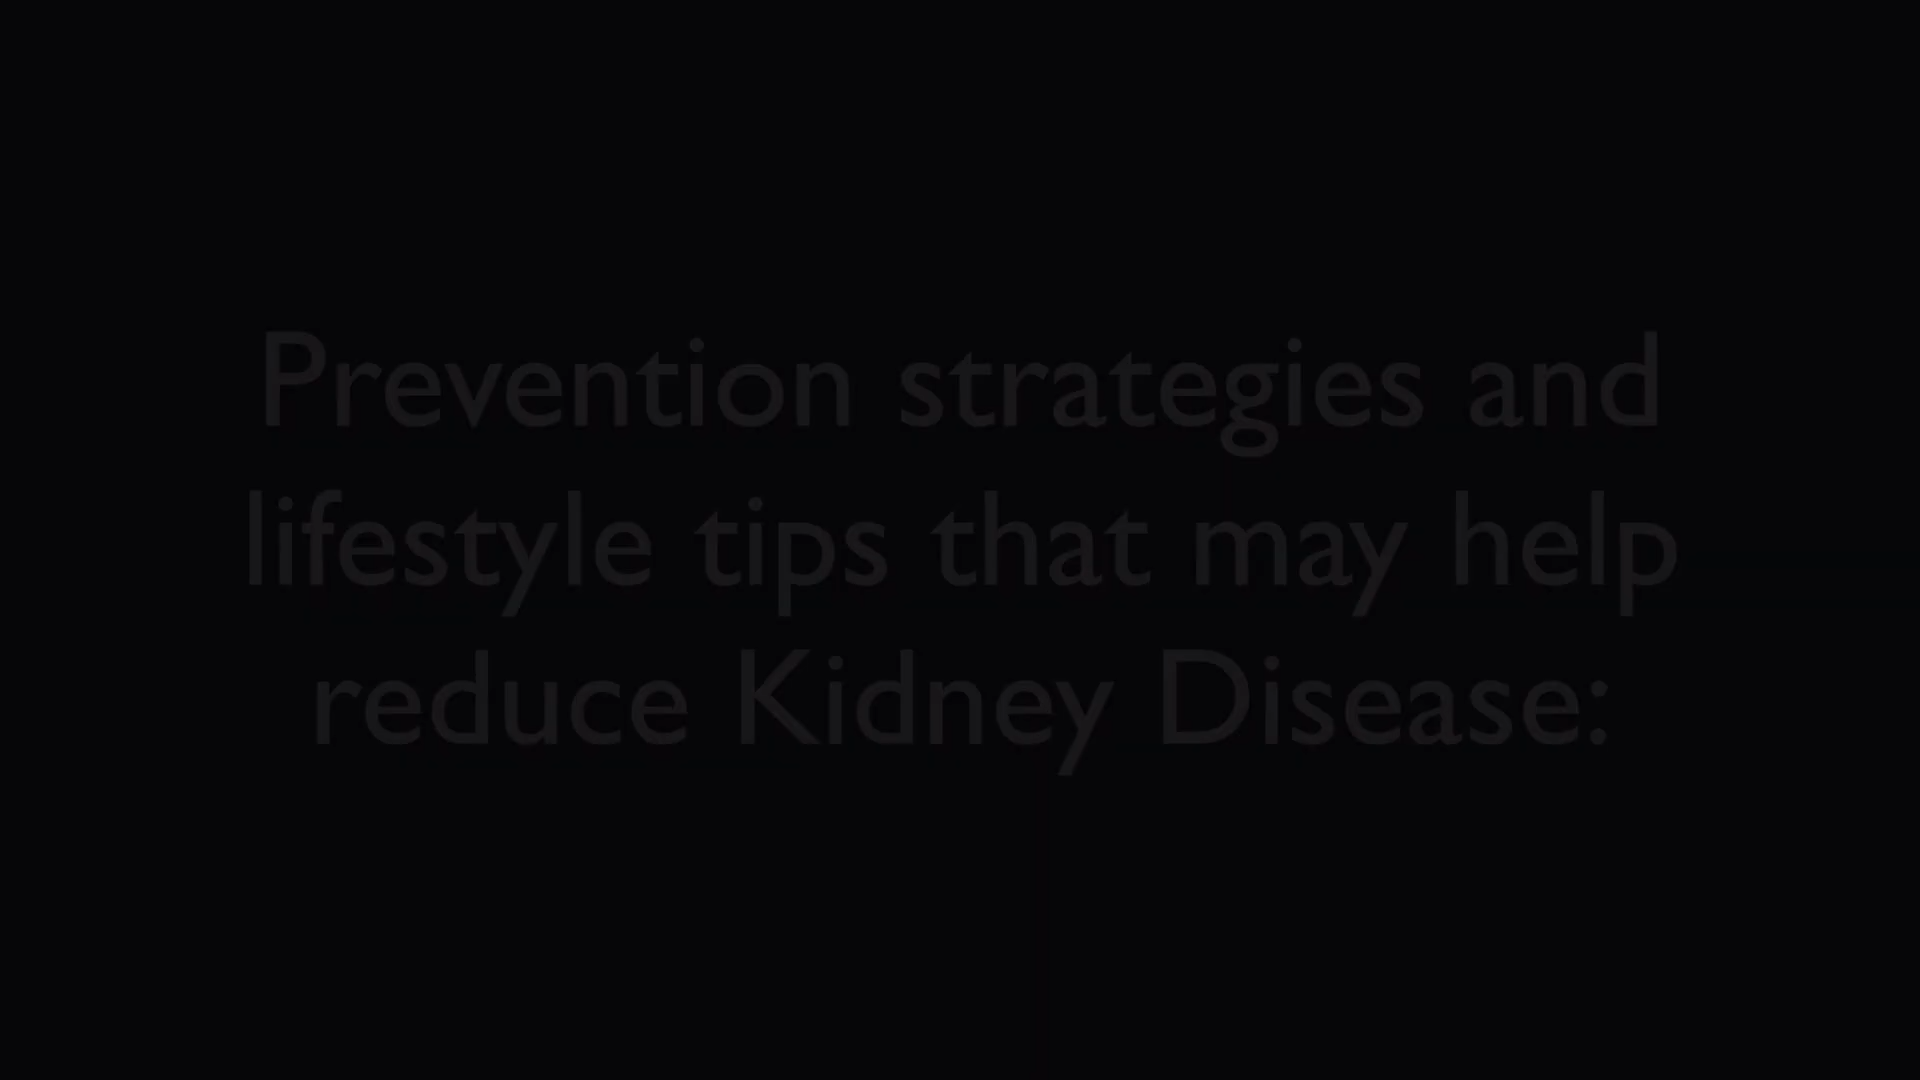 Prevention strategies and
lifestyle tips that may help
reduce Kidney Disease: